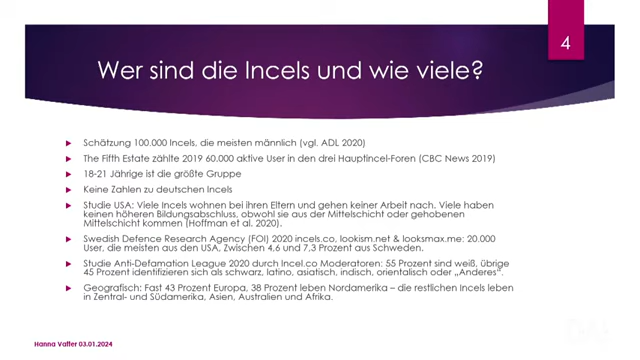 4
Wer sind die Incels und wie viele?
Schätzung 100.000 Incels, die meisten männlich (vgl. ADL 2020)
The Fifth Estate zählte 2019 60.000 aktive User in den drei Hauptincel-Foren (CBC News 2019)
18-21 Jährige ist die größte Gruppe
Keine Zahlen zu deutschen Incels
Studie USA: Viele Incels wohnen bei ihren Eltern und gehen keiner Arbeit nach. Viele haben
keinen höheren Bildungsabschluss, obwohl sie aus der Mittelschicht oder gehobenen
Mittelschicht kommen (Hoffman et al. 2020).
Swedish Defence Research Agency (FOI) 2020 incels.co, lookism.net & looksmax.me: 20.000
User, die meisten aus den USA, Zwischen 4,6 und 7,3 Prozent aus Schweden.
Studie Anti-Defamation League 2020 durch Incel.co Moderatoren: 55 Prozent sind weiß, übrige
45 Prozent identifizieren sich als schwarz, latino, asiatisch, indisch, orientalisch oder „Anderes“.
Geografisch: Fast 43 Prozent Europa, 38 Prozent leben Nordamerika – die restlichen Incels leben
in Zentral- und Südamerika, Asien, Australien und Afrika.
Hanna Vatter 03.01.2024